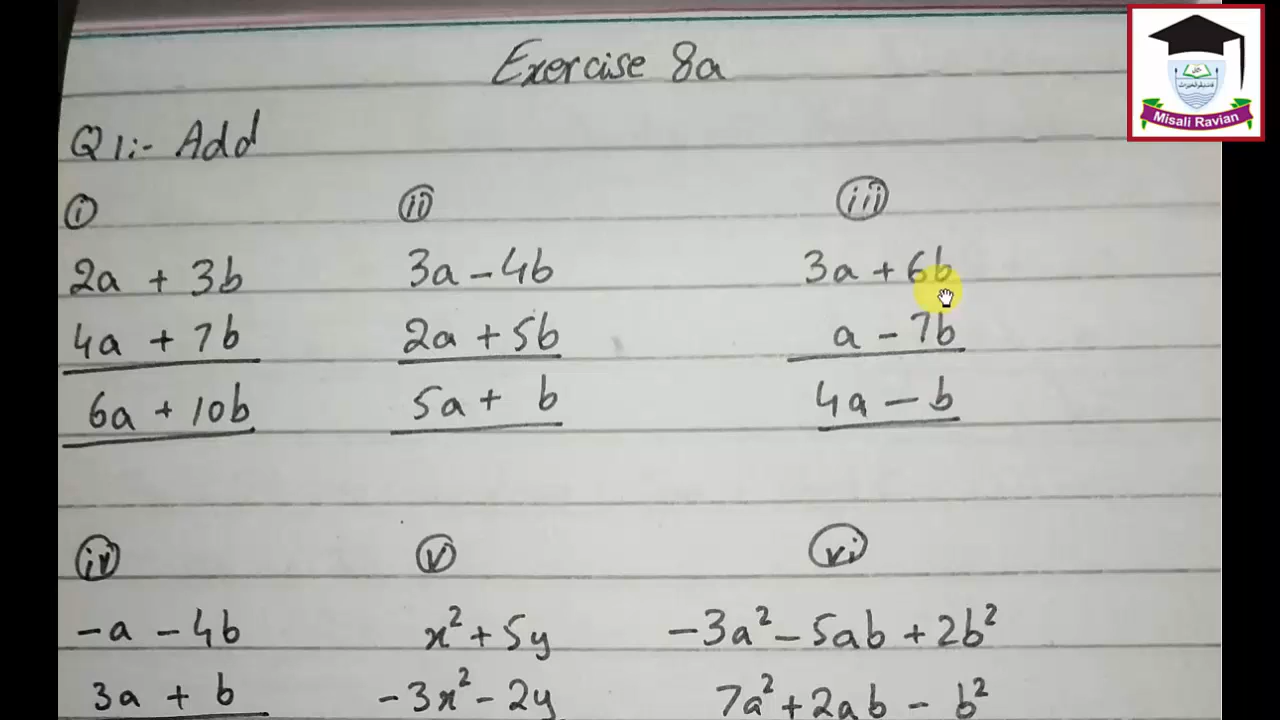 Exercise 8a
Misali Ravian
Q1:- Add
(i) (ii) (iii)
2a + 3b 3a - 4b 3a + 6b
4a + 7b 2a + 5b a - 7b
6a + 10b 5a + b 4a - b
(iv) (v) (vi)
-a - 4b x² + 5y -3a² - 5ab + 2b²
3a + b -3x² - 2y 7a² + 2ab - b²